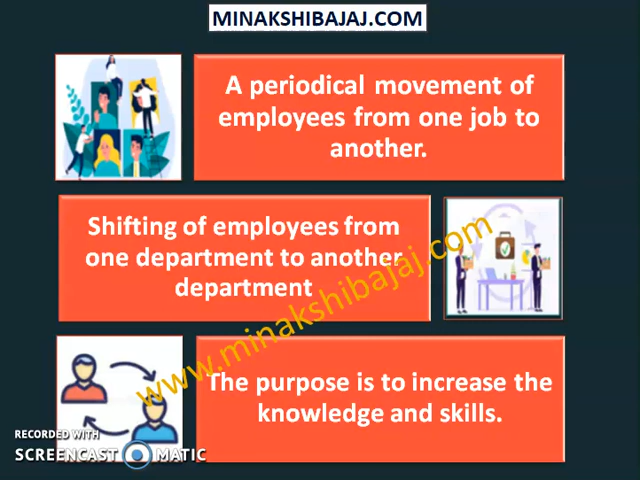 MINAKSHIBAJAJ.COM
A periodical movement of
employees from one job to
another.
Shifting of employees from
one department to another
department
www.minakshibajaj.com
The purpose is to increase the
knowledge and skills.
RECORDED WITH
SCREENCAST MATIC